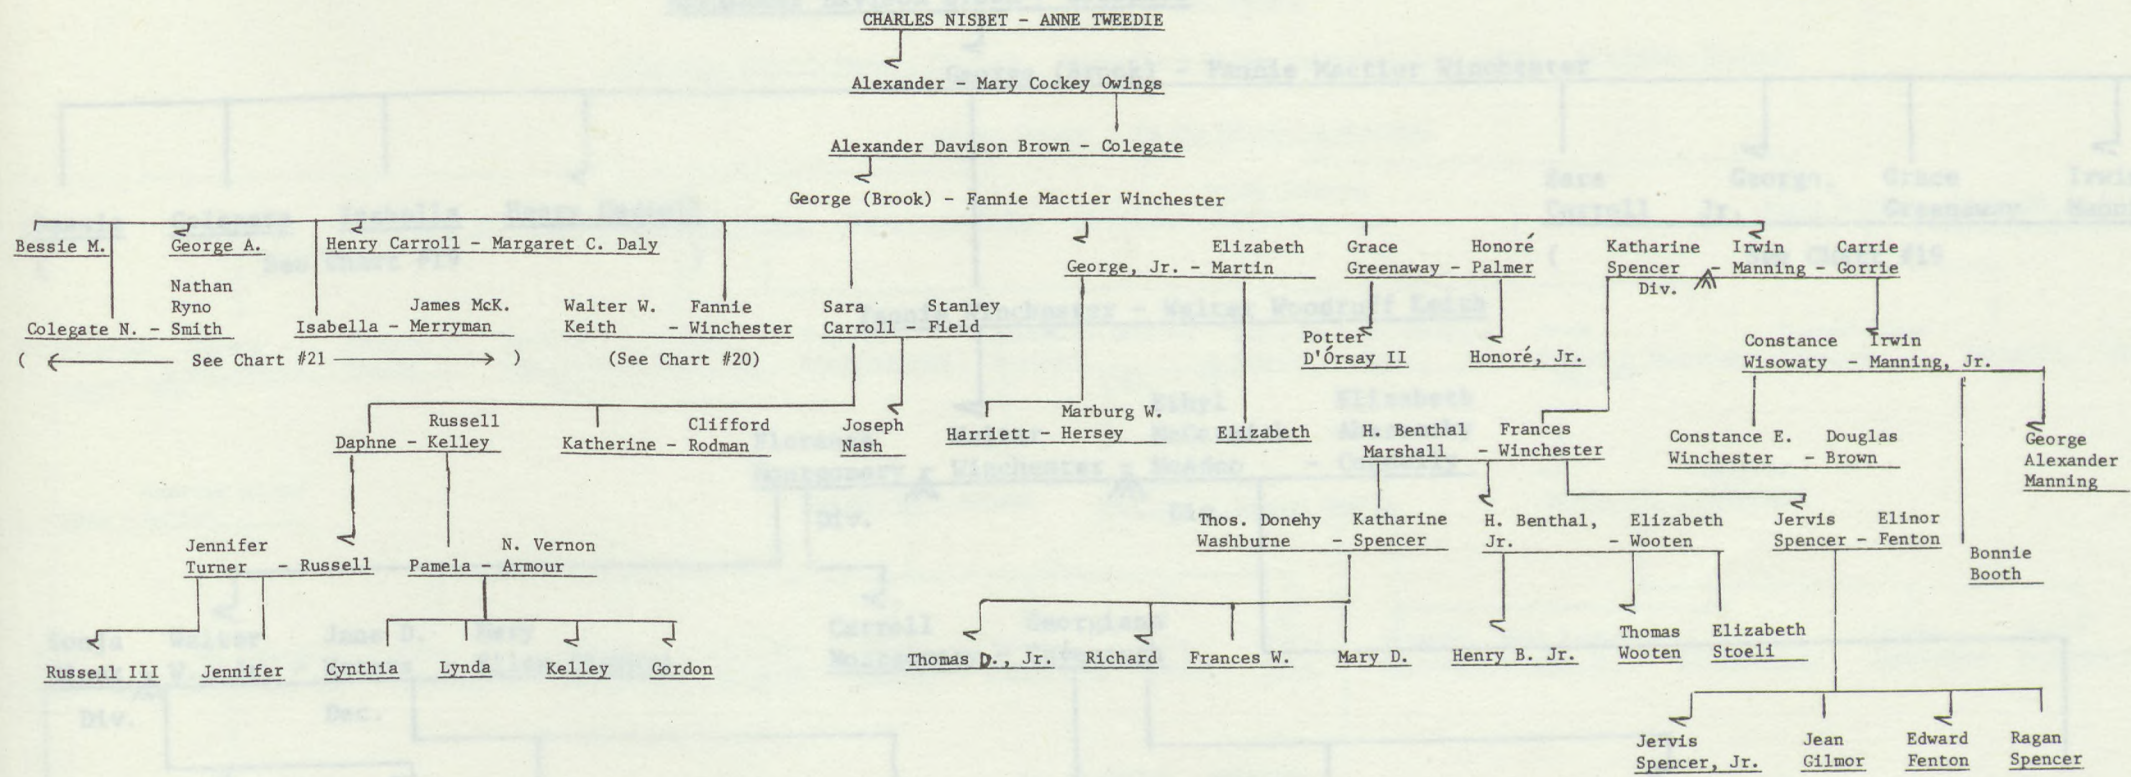 CHARLES NISBET - ANNE TWEEDIE
Alexander - Mary Cockey Owings
Alexander Davison Brown - Colegate
George (Brook) - Fannie Mactier Winchester
Bessie M.
George A.
Henry Carroll - Margaret C. Daly
Elizabeth
George, Jr. - Martin
Grace Honoré
Greenaway - Palmer
Katharine Irwin Carrie
Spencer - Manning - Gorrie
Div.
Nathan
Ryno
Colegate N. - Smith
James McK.
Isabella - Merryman
Walter W. Fannie
Keith - Winchester
Sara Stanley
Carroll - Field
( See Chart #21 )
(See Chart #20)
Potter
D'Órsay II
Honoré, Jr.
Constance Irwin
Wisowaty - Manning, Jr.
Russell
Daphne - Kelley
Clifford
Katherine - Rodman
Joseph
Nash
Marburg W.
Harriett - Hersey
Elizabeth
H. Benthal Frances
Marshall - Winchester
Constance E. Douglas
Winchester - Brown
George
Alexander
Manning
Jennifer
Turner - Russell
N. Vernon
Pamela - Armour
Thos. Donehy Katharine
Washburne - Spencer
H. Benthal, Elizabeth
Jr. - Wooten
Jervis Elinor
Spencer - Fenton
Bonnie
Booth
Russell III
Jennifer
Cynthia
Lynda
Kelley
Gordon
Thomas D., Jr.
Richard
Frances W.
Mary D.
Henry B. Jr.
Thomas
Wooten
Elizabeth
Stoeli
Jervis
Spencer, Jr.
Jean
Gilmor
Edward
Fenton
Ragan
Spencer